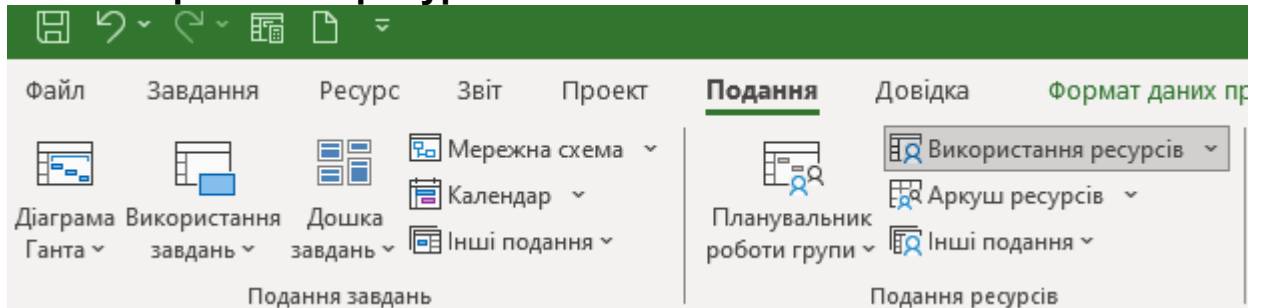 Файл Завдання Ресурс Звіт Проект Подання Довідка Формат даних
Діаграма Ганта
Використання завдань
Дошка завдань
Мережна схема
Календар
Інші подання
Подання завдань
Планувальник роботи групи
Використання ресурсів
Аркуш ресурсів
Інші подання
Подання ресурсів